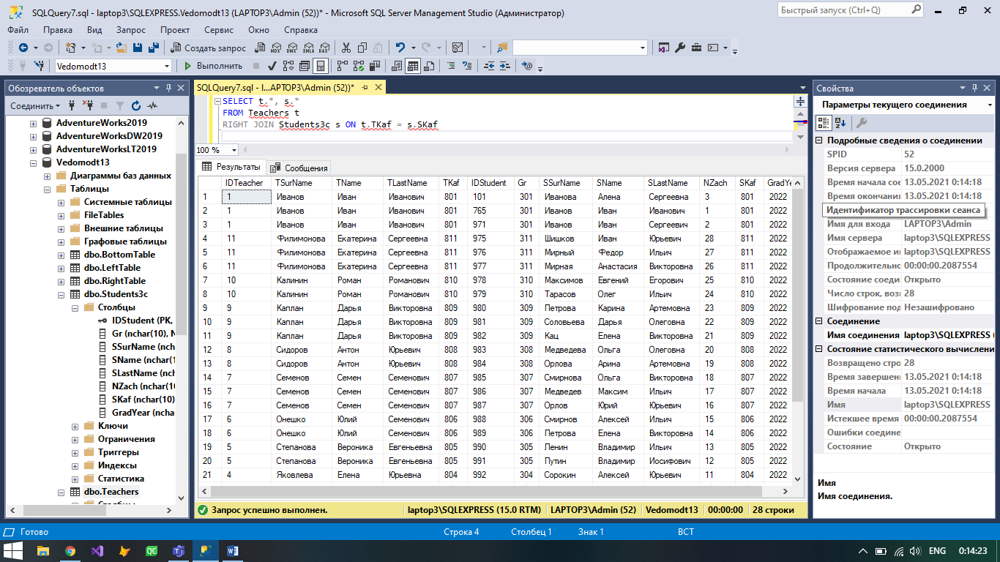 SQLQuery7.sql - laptop3\SQLEXPRESS.Vedomodt13 (LAPTOP3\Admin (52))* - Microsoft SQL Server Management Studio (Администратор)
Быстрый запуск (Ctrl+Q)
Файл Правка Вид Запрос Проект Сервис Окно Справка
Создать запрос MDX DMX XMLA DAX
Vedomodt13 Выполнить
Обозреватель объектов
Соединить
AdventureWorks2019
AdventureWorksDW2019
AdventureWorksLT2019
Vedomodt13
Диаграммы баз данных
Таблицы
Системные таблицы
FileTables
Внешние таблицы
Графовые таблицы
dbo.BottomTable
dbo.LeftTable
dbo.RightTable
dbo.Students3c
Столбцы
IDStudent (PK,
Gr (nchar(10), N
SSurName (nch
SName (nchar(1
SLastName (nch
NZach (nchar(10
SKaf (nchar(10)
GradYear (ncha
Ключи
Ограничения
Триггеры
Индексы
Статистика
dbo.Teachers
SQLQuery7.sql - l...APTOP3\Admin (52))*
SELECT t.*, s.*
FROM Teachers t
RIGHT JOIN Students3c s ON t.TKaf = s.SKaf
100 %
Результаты Сообщения
IDTeacher TSurName TName TLastName TKaf IDStudent Gr SSurName SName SLastName NZach SKaf GradYe
1 1 Иванов Иван Иванович 801 101 301 Иванова Алена Сергеевна 3 801 2022
2 1 Иванов Иван Иванович 801 765 301 Иванов Иван Иванович 1 801 2022
3 1 Иванов Иван Иванович 801 971 301 Иванов Иван Сергеевич 2 801 2022
4 11 Филимонова Екатерина Сергеевна 811 975 311 Шишков Иван Юрьевич 28 811 2022
5 11 Филимонова Екатерина Сергеевна 811 976 311 Мирный Федор Ильич 27 811 2022
6 11 Филимонова Екатерина Сергеевна 811 977 311 Мирная Анастасия Викторовна 26 811 2022
7 10 Калинин Роман Романович 810 978 310 Максимов Евгений Егорович 25 810 2022
8 10 Калинин Роман Романович 810 979 310 Тарасов Олег Ильич 24 810 2022
9 9 Каплан Дарья Викторовна 809 980 309 Петрова Карина Артемовна 23 809 2022
10 9 Каплан Дарья Викторовна 809 981 309 Соловьева Дарья Олеговна 22 809 2022
11 9 Каплан Дарья Викторовна 809 982 309 Кац Елена Викторовна 21 809 2022
12 8 Сидоров Антон Юрьевич 808 983 308 Медведева Ольга Олеговна 20 808 2022
13 8 Сидоров Антон Юрьевич 808 984 308 Орлова Арина Артемовна 19 808 2022
14 7 Семенов Семен Семенович 807 985 307 Смирнова Ольга Викторовна 18 807 2022
15 7 Семенов Семен Семенович 807 986 307 Медведев Максим Ильич 17 807 2022
16 7 Семенов Семен Семенович 807 987 307 Орлов Юрий Юрьевич 16 807 2022
17 6 Онешко Юлий Семенович 806 988 306 Смирнов Алексей Ильич 15 806 2022
18 6 Онешко Юлий Семенович 806 989 306 Петрова Елена Викторовна 14 806 2022
19 5 Степанова Вероника Евгеньевна 805 990 305 Ленин Владимир Ильич 13 805 2022
20 5 Степанова Вероника Евгеньевна 805 991 305 Путин Владимир Иосифович 12 805 2022
21 4 Яковлева Елена Юрьевна 804 992 304 Сорокин Алексей Юрьевич 11 804 2022
Запрос успешно выполнен. laptop3\SQLEXPRESS (15.0 RTM) LAPTOP3\Admin (52) Vedomodt13 00:00:00 28 строки
Свойства
Параметры текущего соединения
Подробные сведения о соединении
SPID 52
Версия сервера 15.0.2000
Время начала сое 13.05.2021 0:14:18
Время окончания 13.05.2021 0:14:18
Идентификатор трассировки сеанса
Имя для входа LAPTOP3\Admin
Имя сервера laptop3\SQLEXPRESS
Отображаемое и laptop3\SQLEXPRESS
Продолжительно 00:00:00.2087554
Состояние соеди Открыто
Число строк, воз 28
Шифрование под Незашифровано
Соединение
Имя соединения laptop3\SQLEXPRESS (
Состояние статистического вычислени
Возвращено стро 28
Время завершен 13.05.2021 0:14:18
Время начала 13.05.2021 0:14:18
Имя laptop3\SQLEXPRESS
Истекшее время 00:00:00.2087554
Ошибки соедине
Состояние Открыто
Имя
Имя соединения.
Готово Строка 4 Столбец 1 Знак 1 ВСТ
QC ENG 0:14:23